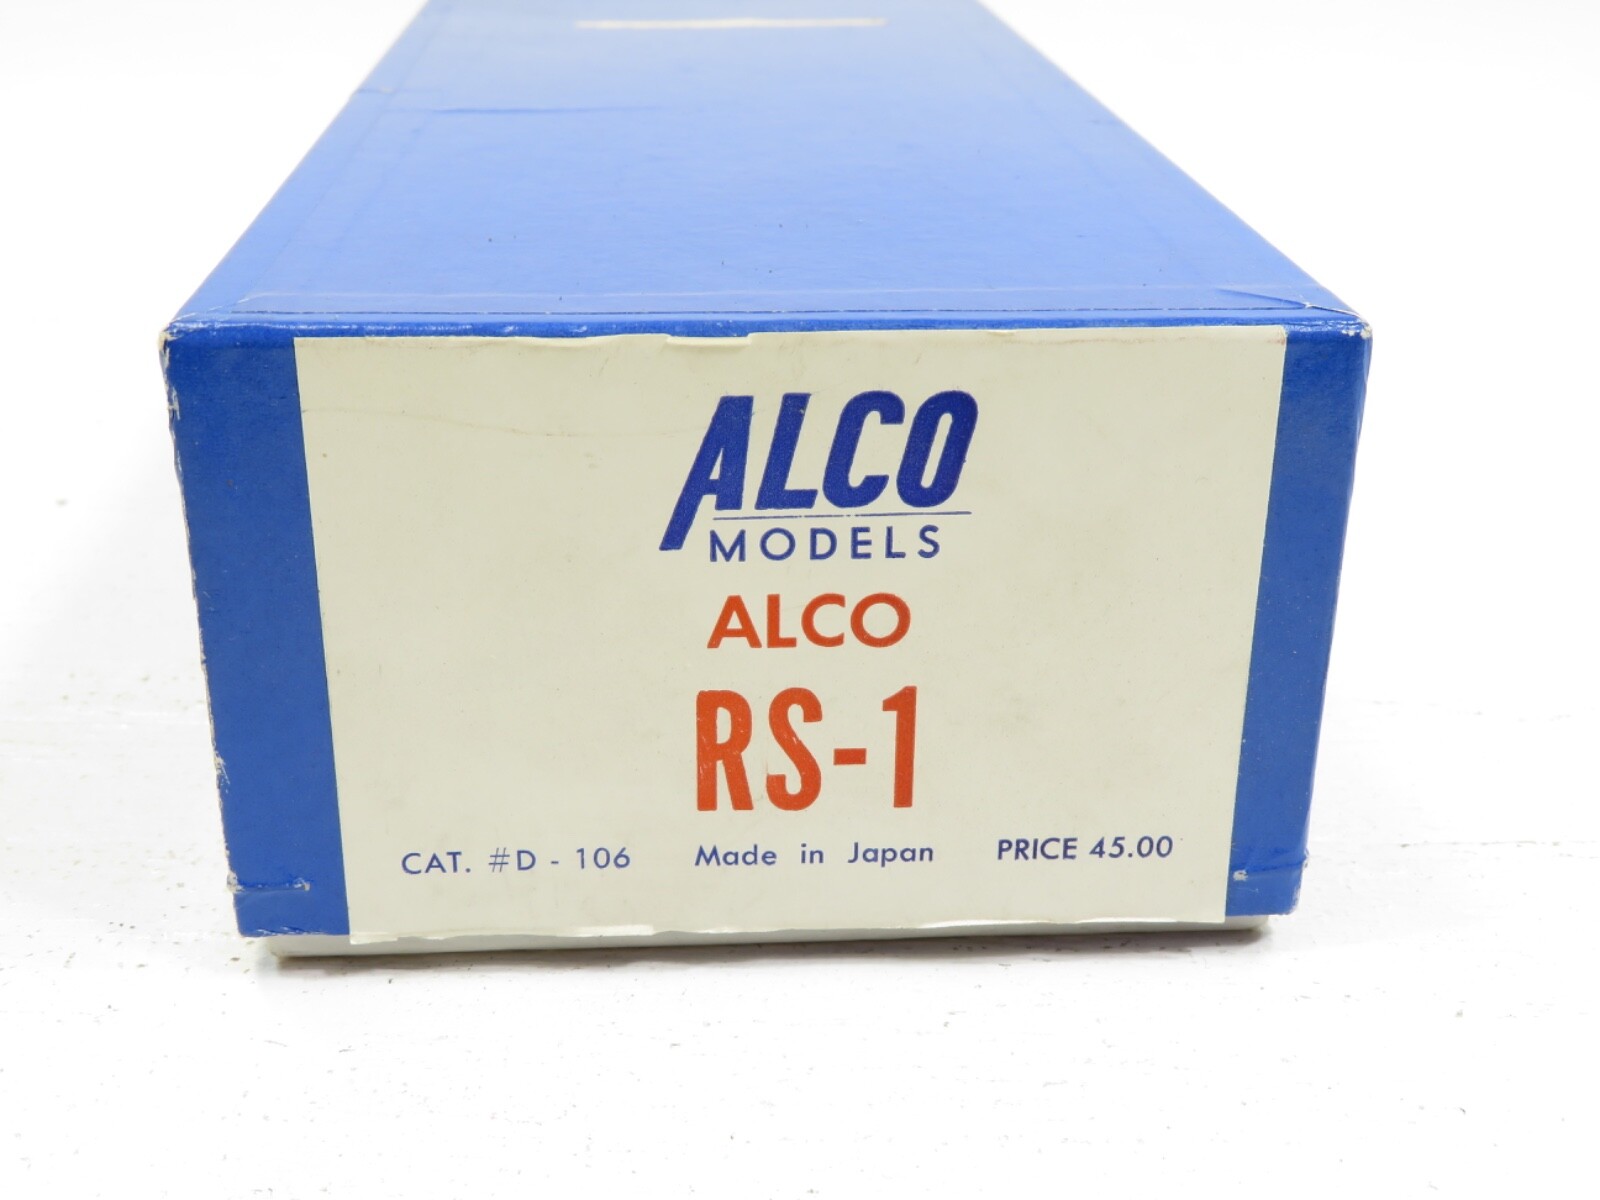 ALCO
MODELS
ALCO
RS-1
CAT. #D - 106 Made in Japan PRICE 45.00